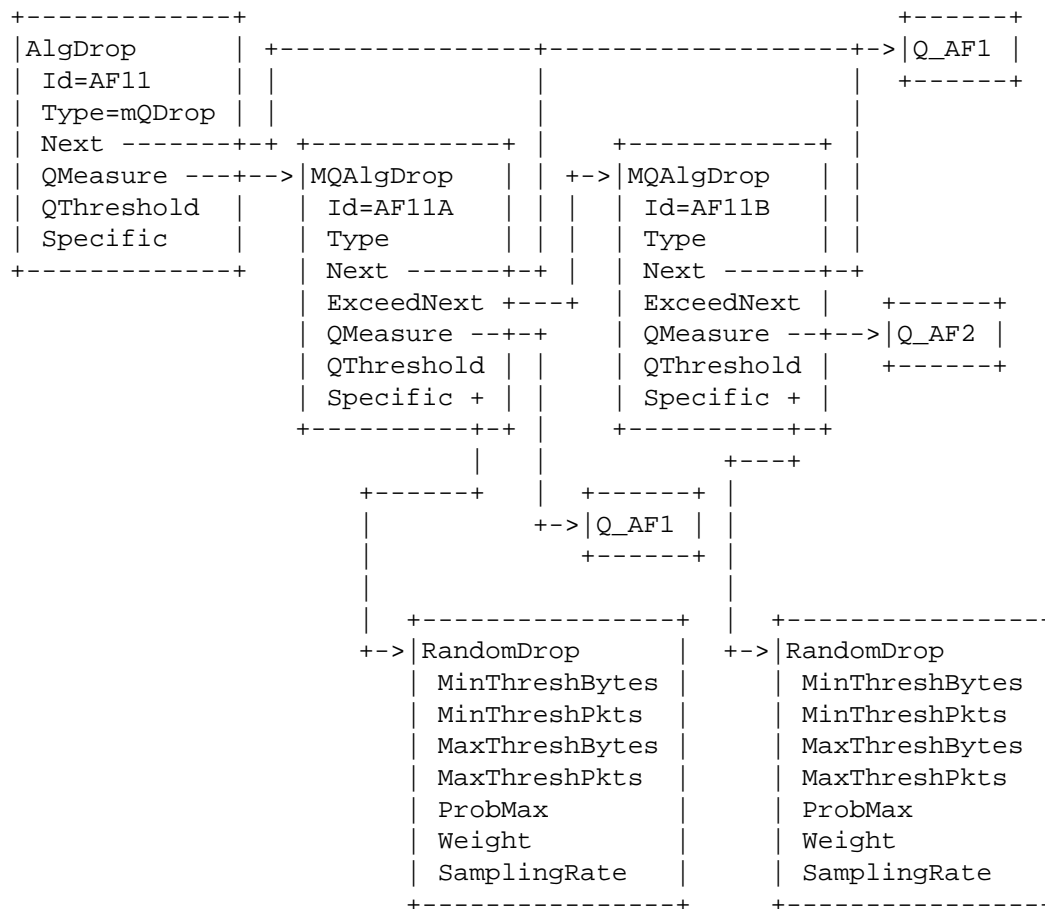 AlgDrop
Q_AF1
Id=AF11
Type=mQDrop
Next
QMeasure
MQAlgDrop
MQAlgDrop
QThreshold
Id=AF11A
Id=AF11B
Specific
Type
Type
Next
Next
ExceedNext
ExceedNext
QMeasure
QMeasure
Q_AF2
QThreshold
QThreshold
Specific
Specific
Q_AF1
RandomDrop
RandomDrop
MinThreshBytes
MinThreshBytes
MinThreshPkts
MinThreshPkts
MaxThreshBytes
MaxThreshBytes
MaxThreshPkts
MaxThreshPkts
ProbMax
ProbMax
Weight
Weight
SamplingRate
SamplingRate